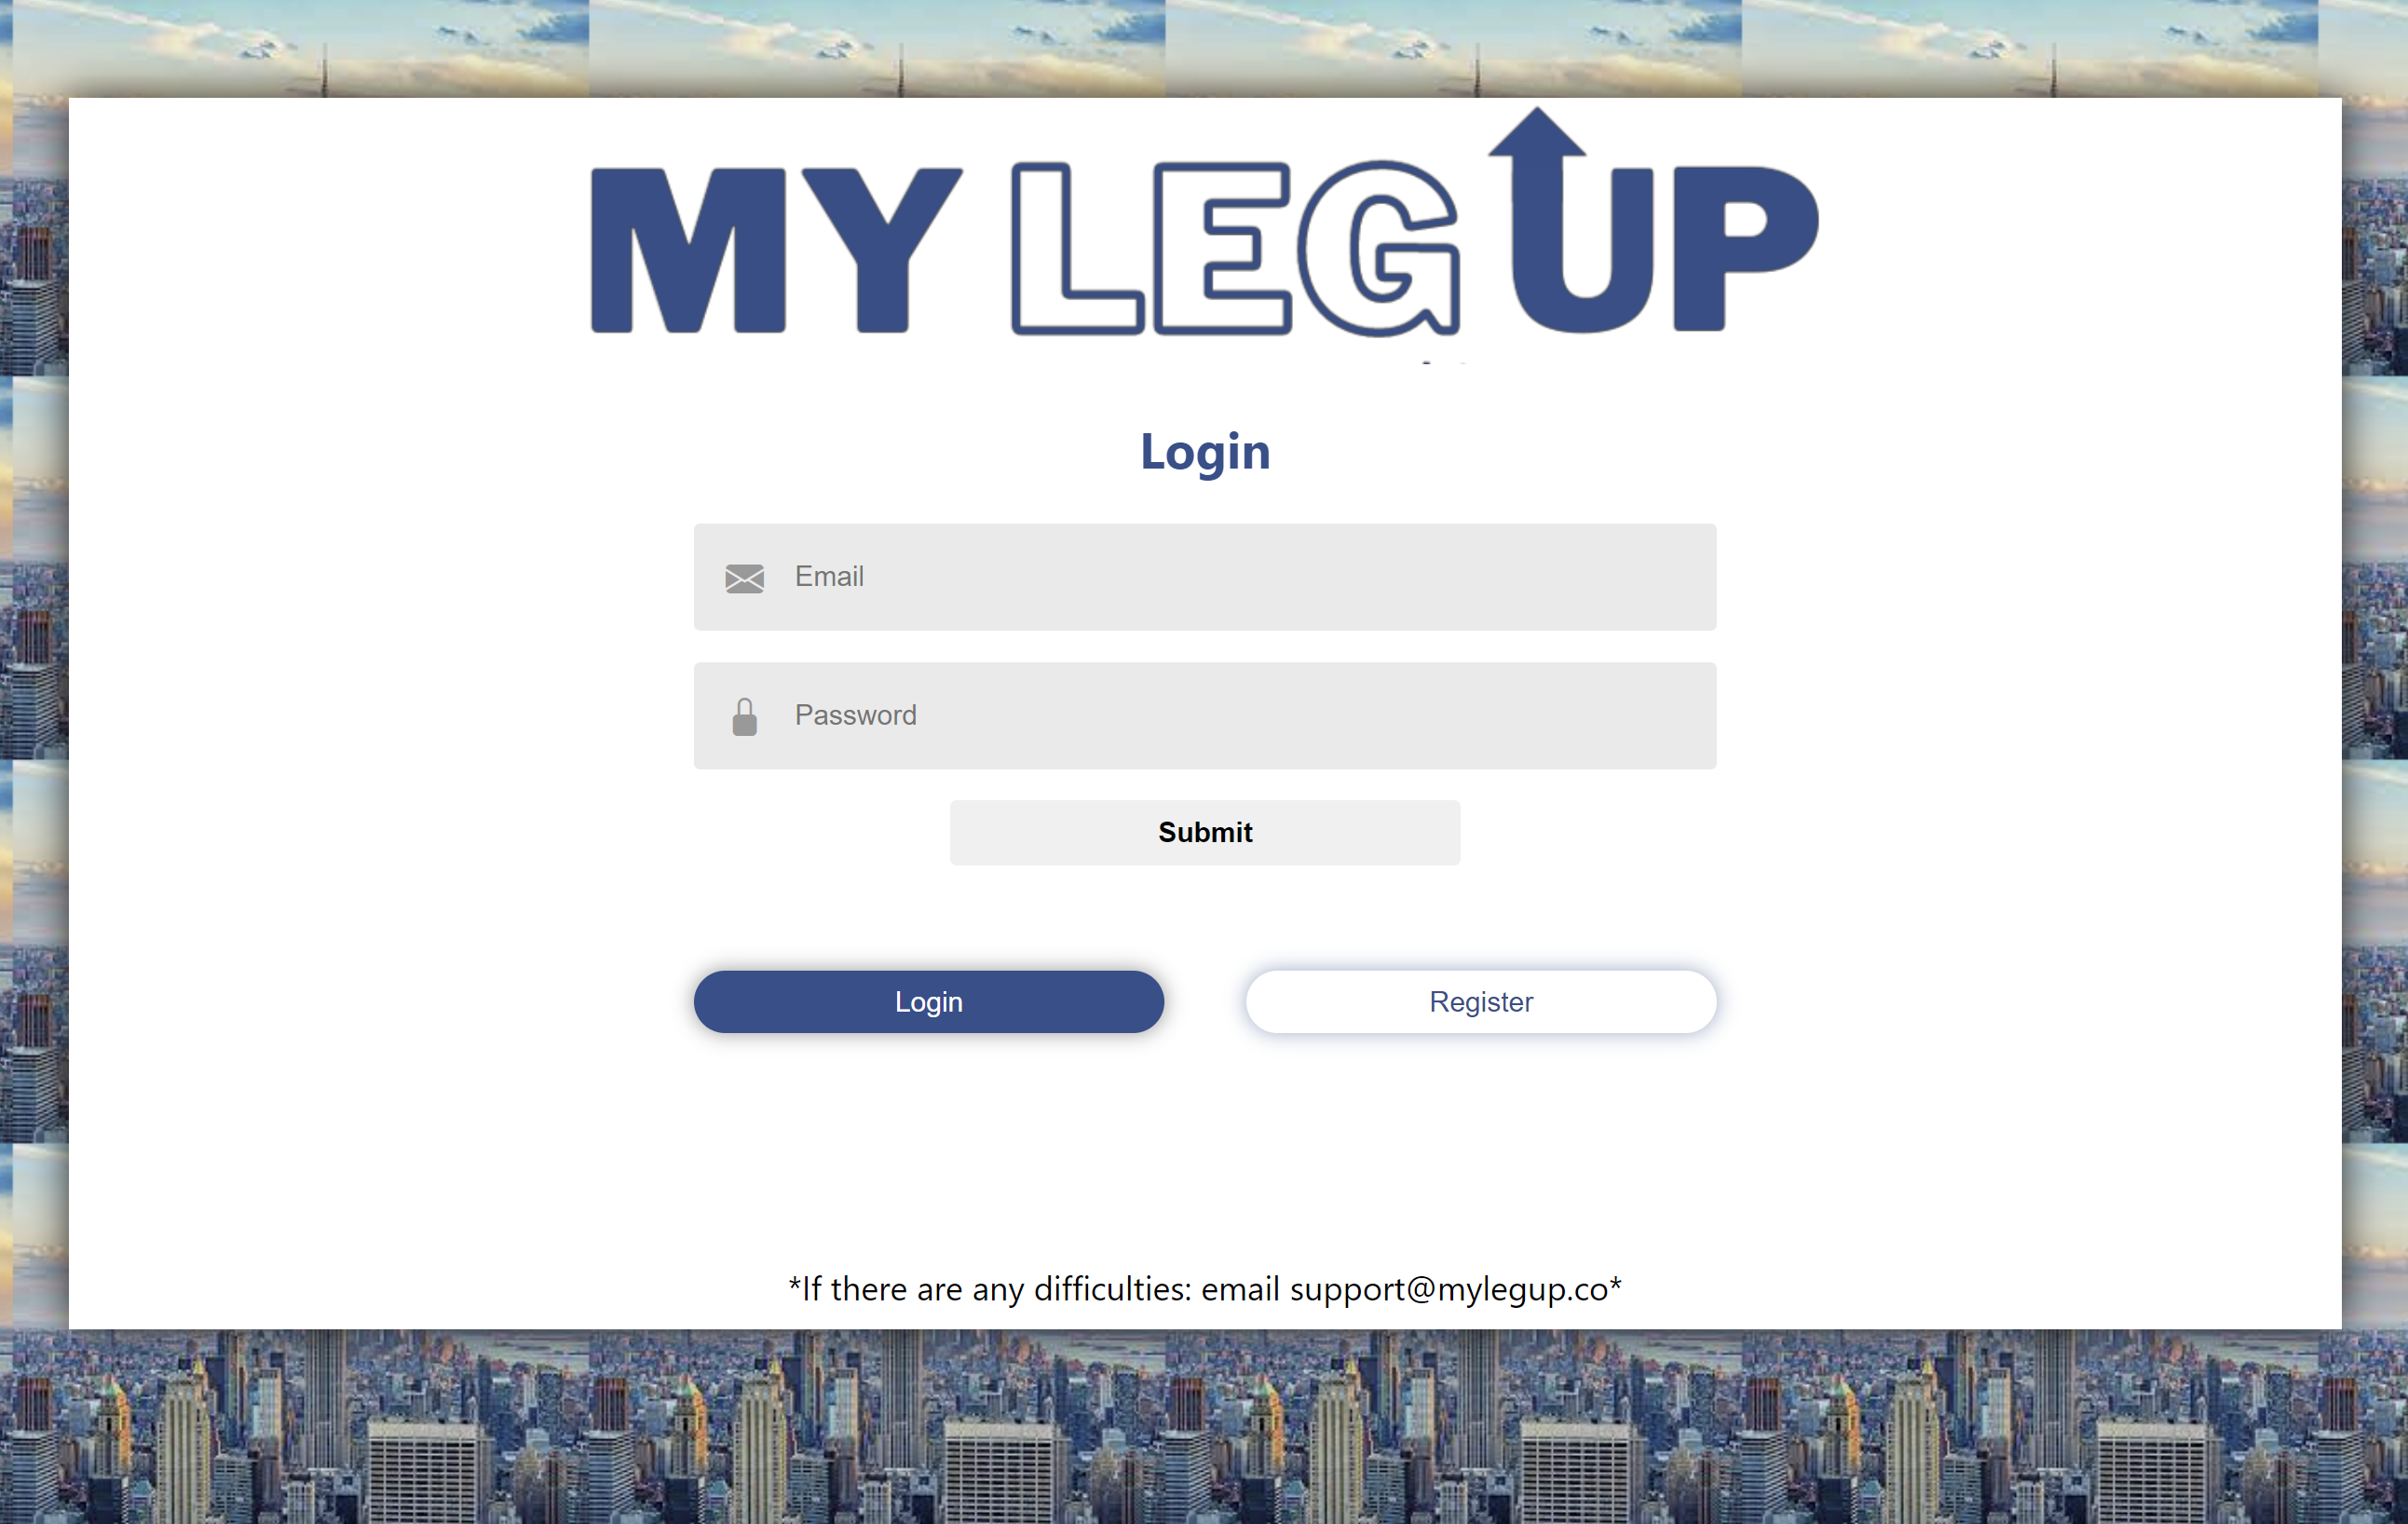 MY LEG UP
Login
Email
Password
Submit
Login
Register
*If there are any difficulties: email support@mylegup.co*